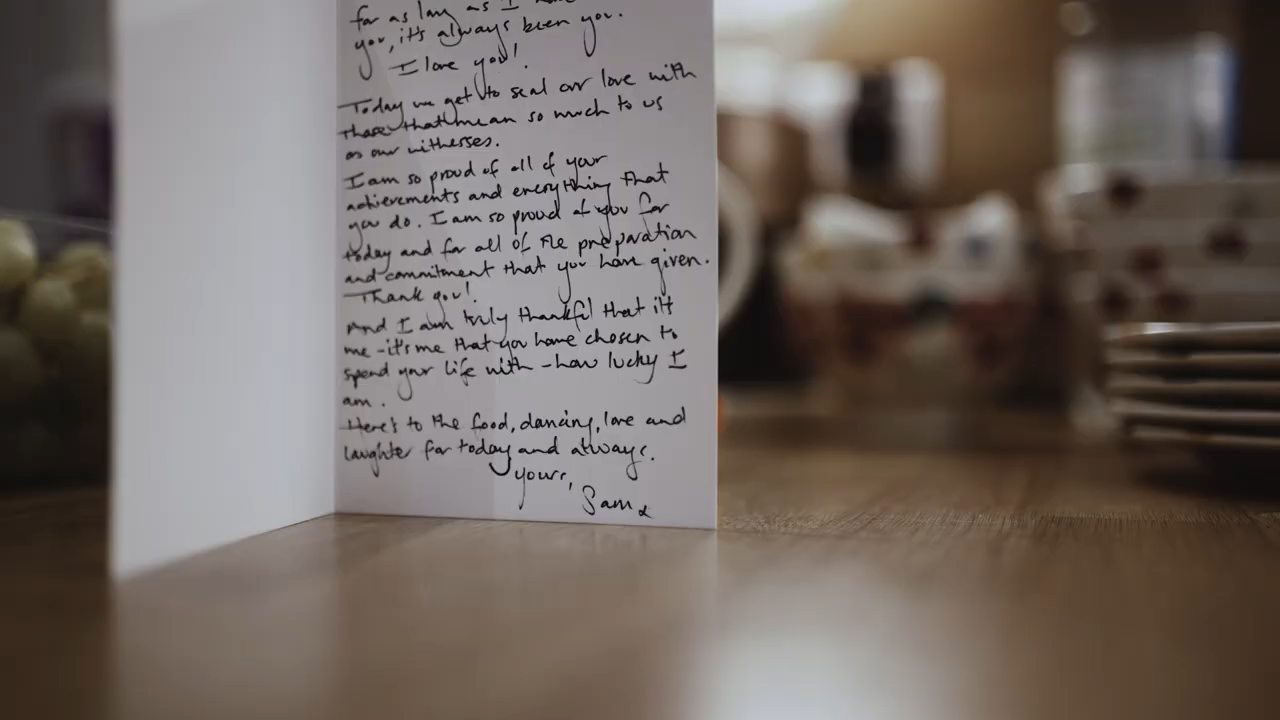 far as long as I have
you, it's always been you.
I love you!
Today we get to seal our love with
those that mean so much to us
as our witnesses.
I am so proud of all of your
achievements and everything that
you do. I am so proud of you for
today and for all of the preparation
and commitment that you have given.
Thank you!
And I am truly thankful that it's
me - it's me that you have chosen to
spend your life with - how lucky I
am.
Here's to the food, dancing, love and
laughter for today and always.
Yours,
Sam x